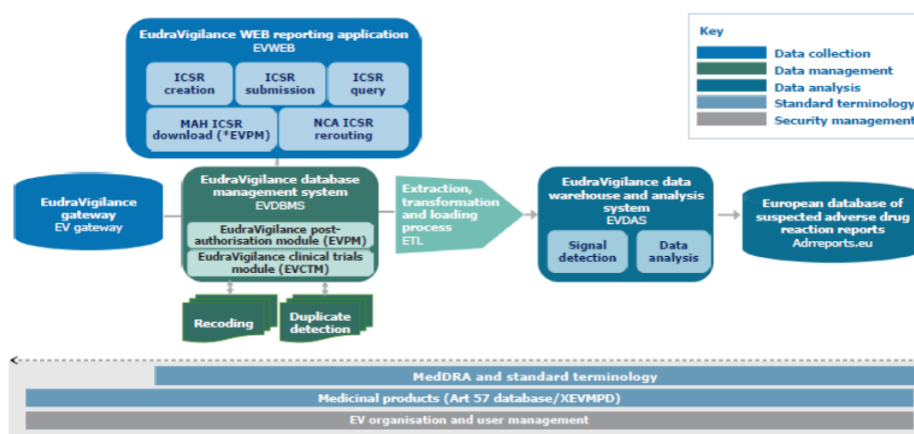 EudraVigilance WEB reporting application
EVWEB
ICSR
creation
ICSR
submission
ICSR
query
MAH ICSR
download (*EVPM)
NCA ICSR
rerouting
Key
Data collection
Data management
Data analysis
Standard terminology
Security management
EudraVigilance
gateway
EV gateway
EudraVigilance database
management system
EVDBMS
EudraVigilance post-
authorisation module (EVPM)
EudraVigilance clinical trials
module (EVCTM)
Recoding
Duplicate
detection
Extraction,
transformation
and loading
process
ETL
EudraVigilance data
warehouse and analysis
system
EVDAS
Signal
detection
Data
analysis
European database of
suspected adverse drug
reaction reports
Adrreports.eu
MedDRA and standard terminology
Medicinal products (Art 57 database/XEVMPD)
EV organisation and user management